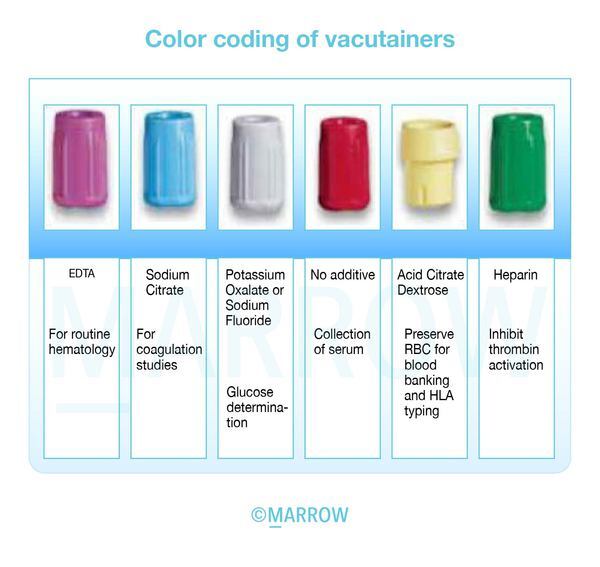 Color coding of vacutainers
EDTA
For routine
hematology
Sodium
Citrate
For
coagulation
studies
Potassium
Oxalate or
Sodium
Fluoride
Glucose
determina-
tion
No additive
Collection
of serum
Acid Citrate
Dextrose
Preserve
RBC for
blood
banking
and HLA
typing
Heparin
Inhibit
thrombin
activation
MARROW
©MARROW